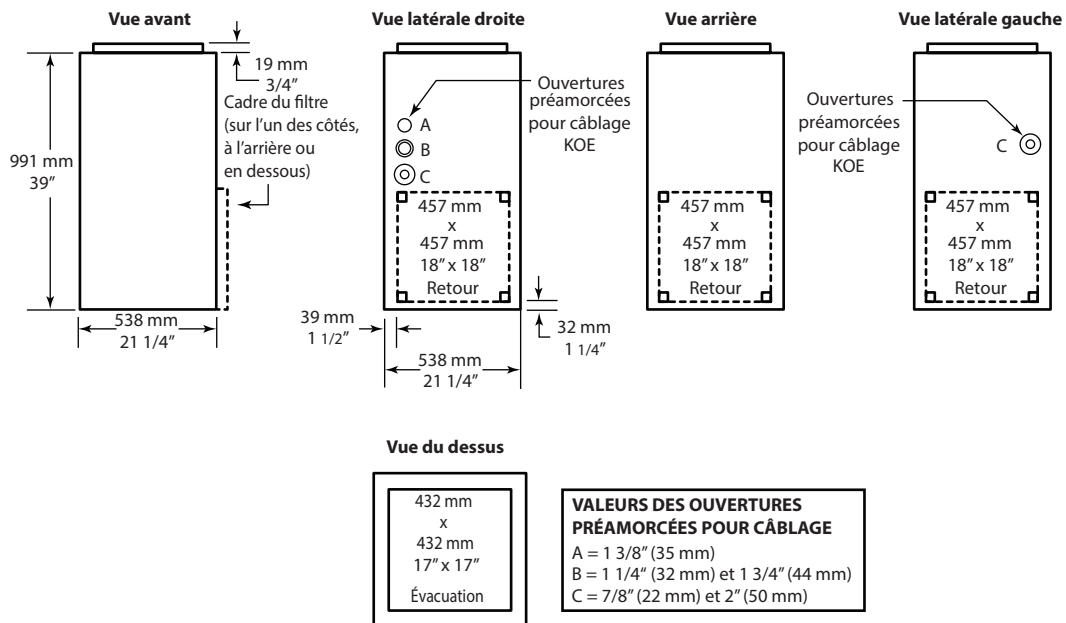 Vue avant
19 mm
3/4"
Cadre du filtre
(sur l'un des côtés,
à l'arrière ou
en dessous)
991 mm
39"
538 mm
21 1/4"
Vue latérale droite
Ouvertures
préamorcées
pour câblage
KOE
A
B
C
457 mm
x
457 mm
18" x 18"
Retour
39 mm
1 1/2"
32 mm
1 1/4"
538 mm
21 1/4"
Vue arrière
457 mm
x
457 mm
18" x 18"
Retour
Vue latérale gauche
Ouvertures
préamorcées
pour câblage
KOE
C
457 mm
x
457 mm
18" x 18"
Retour
Vue du dessus
432 mm
x
432 mm
17" x 17"
Évacuation
VALEURS DES OUVERTURES
PRÉAMORCÉES POUR CÂBLAGE
A = 1 3/8" (35 mm)
B = 1 1/4" (32 mm) et 1 3/4" (44 mm)
C = 7/8" (22 mm) et 2" (50 mm)